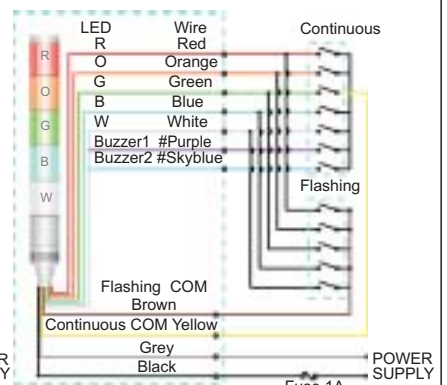 LED Wire Continuous
R Red
R
O Orange
O
G Green
G
B Blue
B
W White
W
Buzzer1 #Purple
Buzzer2 #Skyblue
Flashing
Flashing COM
Brown
Continuous COM Yellow
Grey
R POWER
Black
Y SUPPLY
Fuse 1A